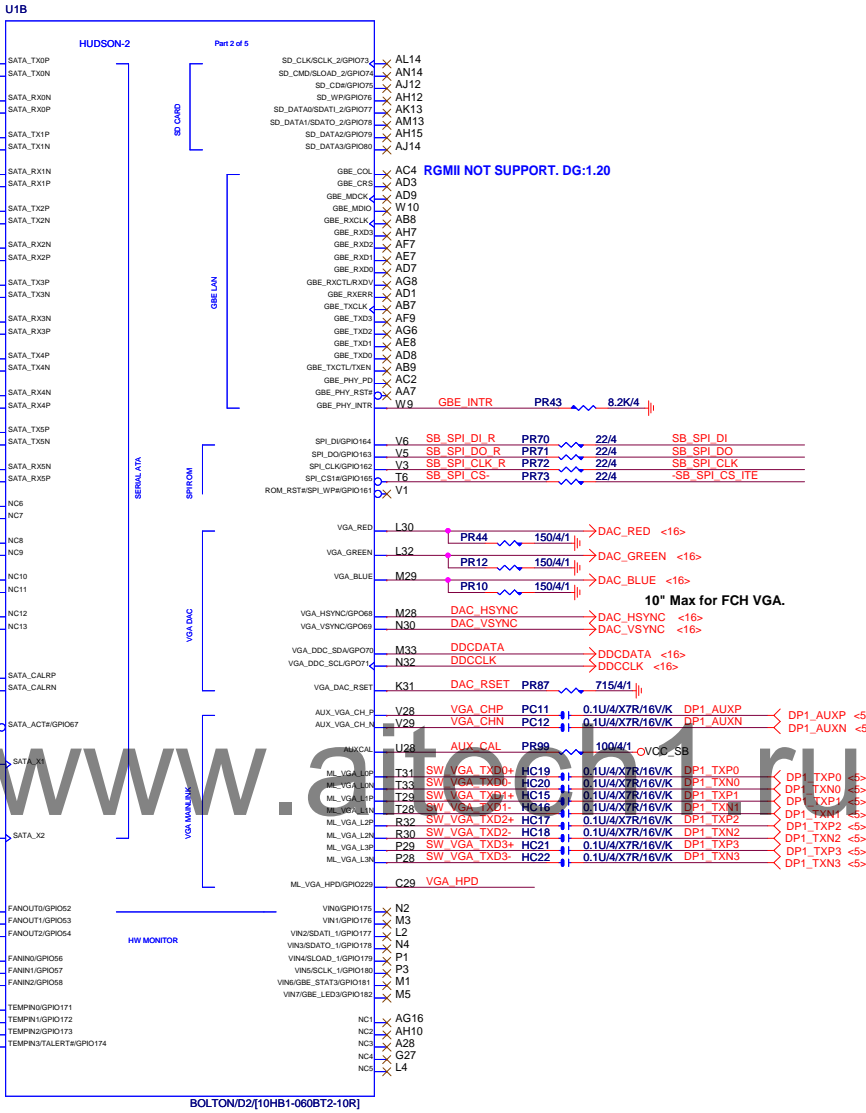 U1B
HUDSON-2 Part 2 of 5
SATA_TX0P
SATA_TX0N
SATA_RX0N
SATA_RX0P
SATA_TX1P
SATA_TX1N
SATA_RX1N
SATA_RX1P
SATA_TX2P
SATA_TX2N
SATA_RX2N
SATA_RX2P
SATA_TX3P
SATA_TX3N
SATA_RX3N
SATA_RX3P
SATA_TX4P
SATA_TX4N
SATA_RX4N
SATA_RX4P
SATA_TX5P
SATA_TX5N
SATA_RX5N
SATA_RX5P
NC6
NC7
NC8
NC9
NC10
NC11
NC12
NC13
SATA_CALRP
SATA_CALRN
SATA_ACT#/GPIO67
SATA_X1
SATA_X2
FANOUT0/GPIO52
FANOUT1/GPIO53
FANOUT2/GPIO54
FANIN0/GPIO56
FANIN1/GPIO57
FANIN2/GPIO58
TEMPIN0/GPIO171
TEMPIN1/GPIO172
TEMPIN2/GPIO173
TEMPIN3/TALERT#/GPIO174
SERIAL ATA
SD CARD
GBE LAN
SPI ROM
VGA DAC
VGA MAINLINK
HW MONITOR
SD_CLK/SCLK_2/GPIO73 AL14
SD_CMD/SLOAD_2/GPIO74 AN14
SD_CD#/GPIO75 AJ12
SD_WP/GPIO76 AH12
SD_DATA0/SDATI_2/GPIO77 AK13
SD_DATA1/SDATO_2/GPIO78 AM13
SD_DATA2/GPIO79 AH15
SD_DATA3/GPIO80 AJ14
GBE_COL AC4 RGMII NOT SUPPORT. DG:1.20
GBE_CRS AD3
GBE_MDCK AD9
GBE_MDIO W10
GBE_RXCLK AB8
GBE_RXD3 AH7
GBE_RXD2 AF7
GBE_RXD1 AE7
GBE_RXD0 AD7
GBE_RXCTL/RXDV AG8
GBE_RXERR AD1
GBE_TXCLK AB7
GBE_TXD3 AF9
GBE_TXD2 AG6
GBE_TXD1 AE8
GBE_TXD0 AD8
GBE_TXCTL/TXEN AB9
GBE_PHY_PD AC2
GBE_PHY_RST# AA7
GBE_PHY_INTR W9 GBE_INTR PR43 8.2K/4
SPI_DI/GPIO164 V6 SB_SPI_DI_R PR70 22/4 SB_SPI_DI
SPI_DO/GPIO163 V5 SB_SPI_DO_R PR71 22/4 SB_SPI_DO
SPI_CLK/GPIO162 V3 SB_SPI_CLK_R PR72 22/4 SB_SPI_CLK
SPI_CS1#/GPIO165 T6 SB_SPI_CS- PR73 22/4 -SB_SPI_CS_ITE
ROM_RST#/SPI_WP#/GPIO161 V1
VGA_RED L30 DAC_RED <16>
PR44 150/4/1
VGA_GREEN L32 DAC_GREEN <16>
PR12 150/4/1
VGA_BLUE M29 DAC_BLUE <16>
PR10 150/4/1
10" Max for FCH VGA.
VGA_HSYNC/GPO68 M28 DAC_HSYNC DAC_HSYNC <16>
VGA_VSYNC/GPO69 N30 DAC_VSYNC DAC_VSYNC <16>
VGA_DDC_SDA/GPO70 M33 DDCDATA DDCDATA <16>
VGA_DDC_SCL/GPO71 N32 DDCCLK DDCCLK <16>
VGA_DAC_RSET K31 DAC_RSET PR87 715/4/1
AUX_VGA_CH_P V28 VGA_CHP PC11 0.1U/4/X7R/16V/K DP1_AUXP DP1_AUXP <5
AUX_VGA_CH_N V29 VGA_CHN PC12 0.1U/4/X7R/16V/K DP1_AUXN DP1_AUXN <5
AUXCAL U28 AUX_CAL PR99 100/4/1 VCC_SB
ML_VGA_L0P T31 SW_VGA_TXD0+ HC19 0.1U/4/X7R/16V/K DP1_TXP0 DP1_TXP0 <5>
ML_VGA_L0N T33 SW_VGA_TXD0- HC20 0.1U/4/X7R/16V/K DP1_TXN0 DP1_TXN0 <5>
ML_VGA_L1P T29 SW_VGA_TXD1+ HC15 0.1U/4/X7R/16V/K DP1_TXP1 DP1_TXP1 <5>
ML_VGA_L1N T28 SW_VGA_TXD1- HC16 0.1U/4/X7R/16V/K DP1_TXN1 DP1_TXN1 <5>
ML_VGA_L2P R32 SW_VGA_TXD2+ HC17 0.1U/4/X7R/16V/K DP1_TXP2 DP1_TXP2 <5>
ML_VGA_L2N R30 SW_VGA_TXD2- HC18 0.1U/4/X7R/16V/K DP1_TXN2 DP1_TXN2 <5>
ML_VGA_L3P P29 SW_VGA_TXD3+ HC21 0.1U/4/X7R/16V/K DP1_TXP3 DP1_TXP3 <5>
ML_VGA_L3N P28 SW_VGA_TXD3- HC22 0.1U/4/X7R/16V/K DP1_TXN3 DP1_TXN3 <5>
ML_VGA_HPD/GPIO229 C29 VGA_HPD
VIN0/GPIO175 N2
VIN1/GPIO176 M3
VIN2/SDATI_1/GPIO177 L2
VIN3/SDATO_1/GPIO178 N4
VIN4/SLOAD_1/GPIO179 P1
VIN5/SCLK_1/GPIO180 P3
VIN6/GBE_STAT3/GPIO181 M1
VIN7/GBE_LED3/GPIO182 M5
NC1 AG16
NC2 AH10
NC3 A28
NC4 G27
NC5 L4
BOLTON/D2/[10HB1-060BT2-10R]
www.aitech1.ru